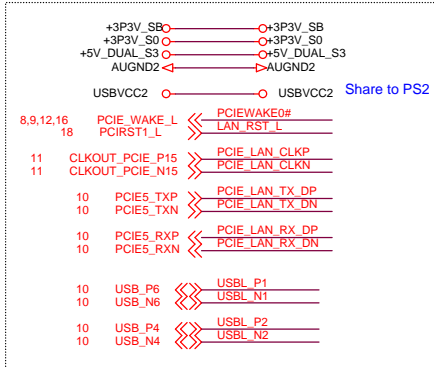 +3P3V_SB +3P3V_SB
+3P3V_S0 +3P3V_S0
+5V_DUAL_S3 +5V_DUAL_S3
AUGND2 AUGND2
USBVCC2 USBVCC2 Share to PS2
8,9,12,16 PCIE_WAKE_L PCIEWAKE0#
18 PCIRST1_L LAN_RST_L
11 CLKOUT_PCIE_P15 PCIE_LAN_CLKP
11 CLKOUT_PCIE_N15 PCIE_LAN_CLKN
10 PCIE5_TXP PCIE_LAN_TX_DP
10 PCIE5_TXN PCIE_LAN_TX_DN
10 PCIE5_RXP PCIE_LAN_RX_DP
10 PCIE5_RXN PCIE_LAN_RX_DN
10 USB_P6 USBL_P1
10 USB_N6 USBL_N1
10 USB_P4 USBL_P2
10 USB_N4 USBL_N2